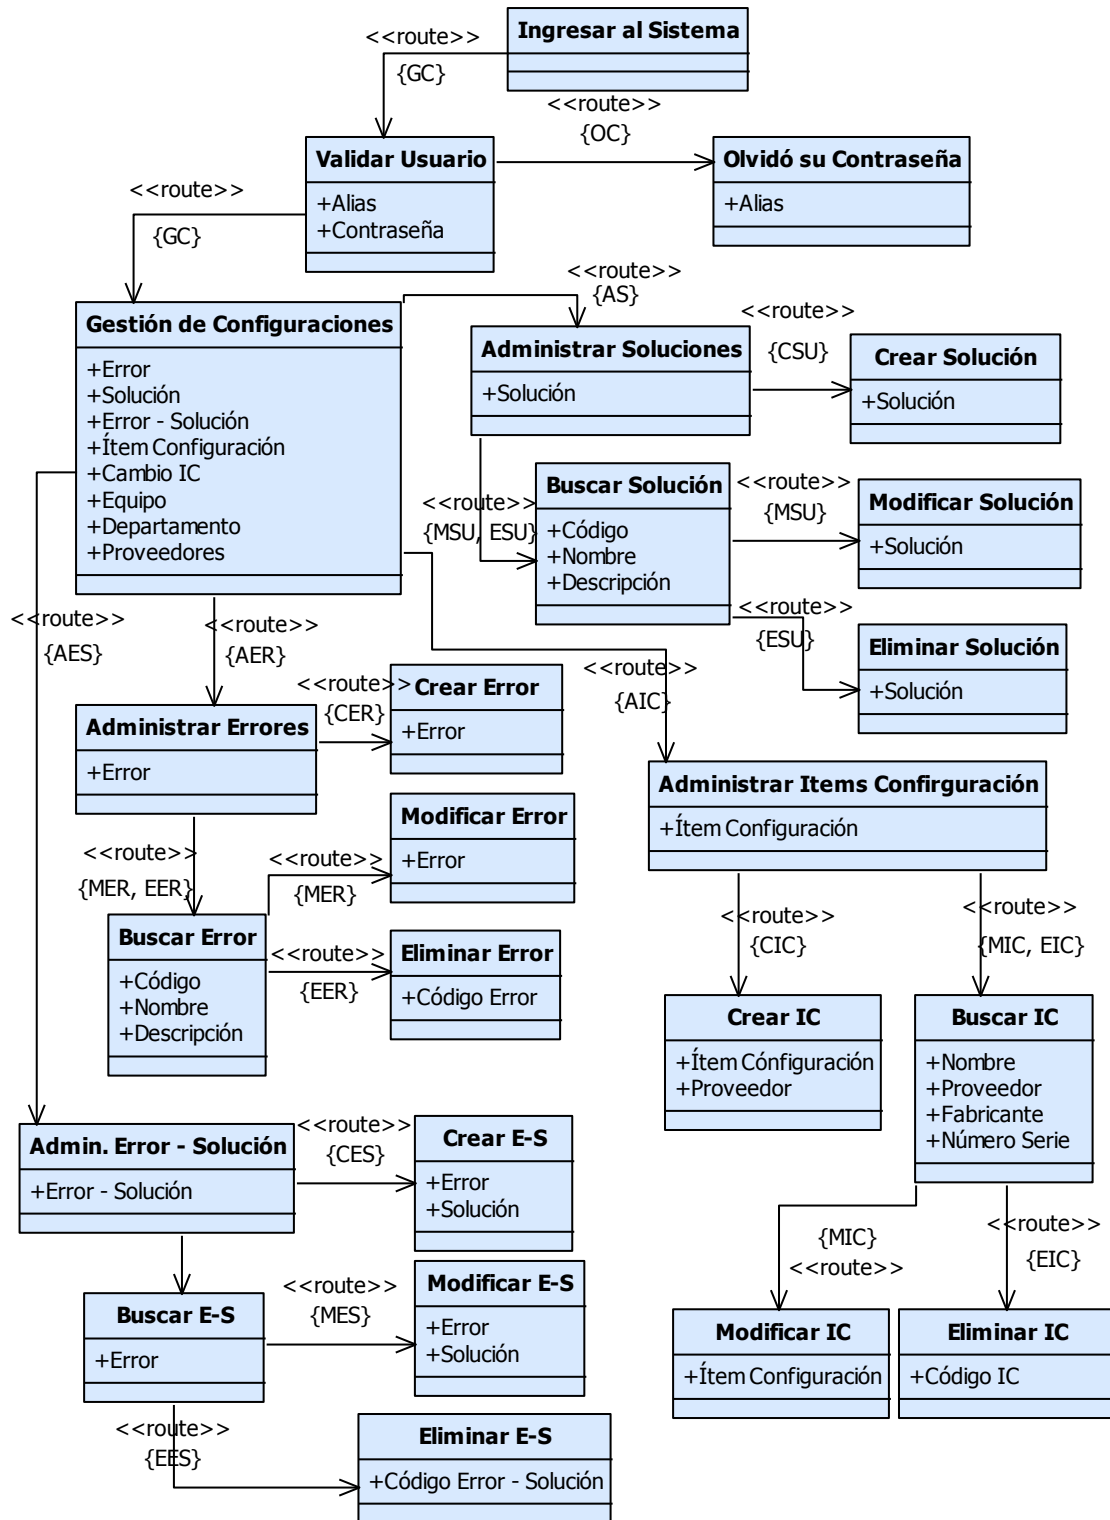 Ingresar al Sistema
<<route>>
{GC}
<<route>>
{OC}
Validar Usuario
+Alias
+Contraseña
Olvidó su Contraseña
+Alias
<<route>>
{GC}
Gestión de Configuraciones
+Error
+Solución
+Error - Solución
+Ítem Configuración
+Cambio IC
+Equipo
+Departamento
+Proveedores
<<route>>
{AS}
Administrar Soluciones
+Solución
<<route>>
{CSU}
Crear Solución
+Solución
<<route>>
{MSU, ESU}
Buscar Solución
+Código
+Nombre
+Descripción
<<route>>
{MSU}
Modificar Solución
+Solución
<<route>>
{ESU}
Eliminar Solución
+Solución
<<route>>
{AES}
<<route>>
{AER}
<<route>>
{AIC}
Administrar Errores
+Error
<<route>>
{CER}
Crear Error
+Error
Administrar Items Confirguración
+Ítem Configuración
<<route>>
{MER, EER}
Buscar Error
+Código
+Nombre
+Descripción
<<route>>
{MER}
Modificar Error
+Error
<<route>>
{EER}
Eliminar Error
+Código Error
<<route>>
{CIC}
<<route>>
{MIC, EIC}
Crear IC
+Ítem Cónfiguración
+Proveedor
Buscar IC
+Nombre
+Proveedor
+Fabricante
+Número Serie
Admin. Error - Solución
+Error - Solución
<<route>>
{CES}
Crear E-S
+Error
+Solución
{MIC}
<<route>>
<<route>>
{EIC}
Buscar E-S
+Error
<<route>>
{MES}
Modificar E-S
+Error
+Solución
Modificar IC
+Ítem Configuración
Eliminar IC
+Código IC
<<route>>
{EES}
Eliminar E-S
+Código Error - Solución